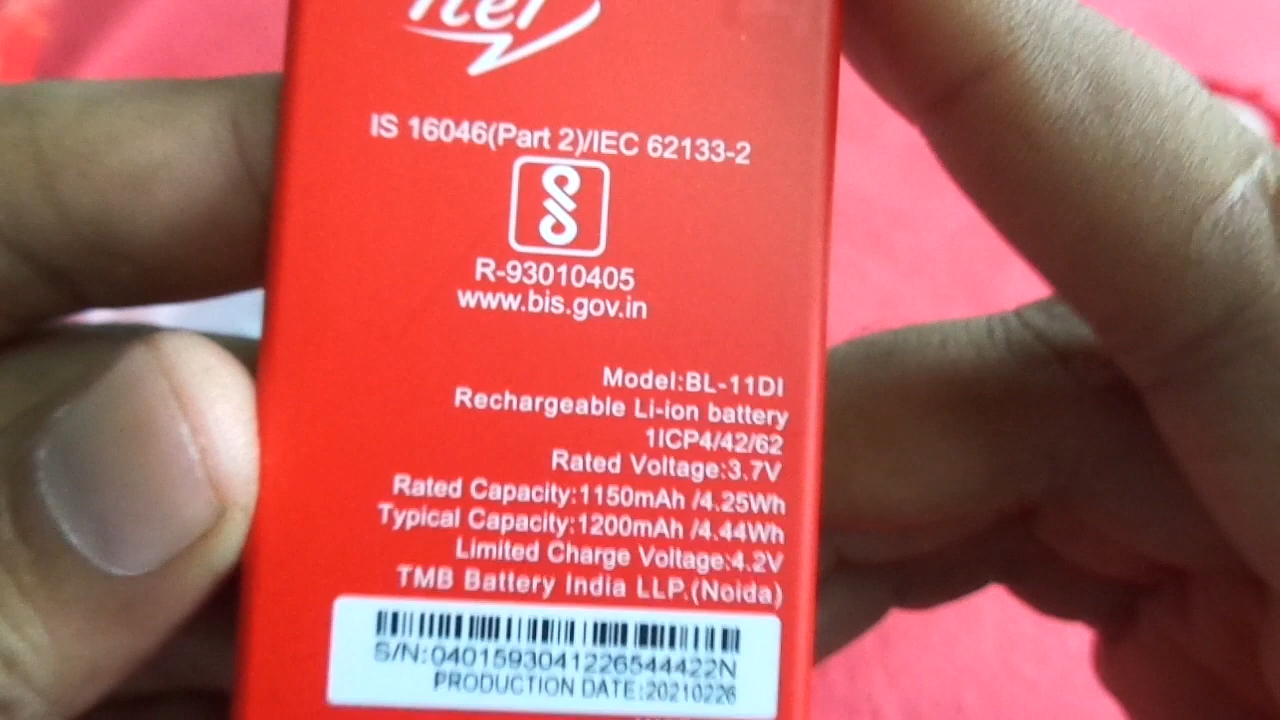 itel
IS 16046(Part 2)/IEC 62133-2
R-93010405
www.bis.gov.in
Model:BL-11DI
Rechargeable Li-ion battery
1ICP4/42/62
Rated Voltage:3.7V
Rated Capacity:1150mAh /4.25Wh
Typical Capacity:1200mAh /4.44Wh
Limited Charge Voltage:4.2V
TMB Battery India LLP.(Noida)
S/N:0401593041226544422N
PRODUCTION DATE:20210226